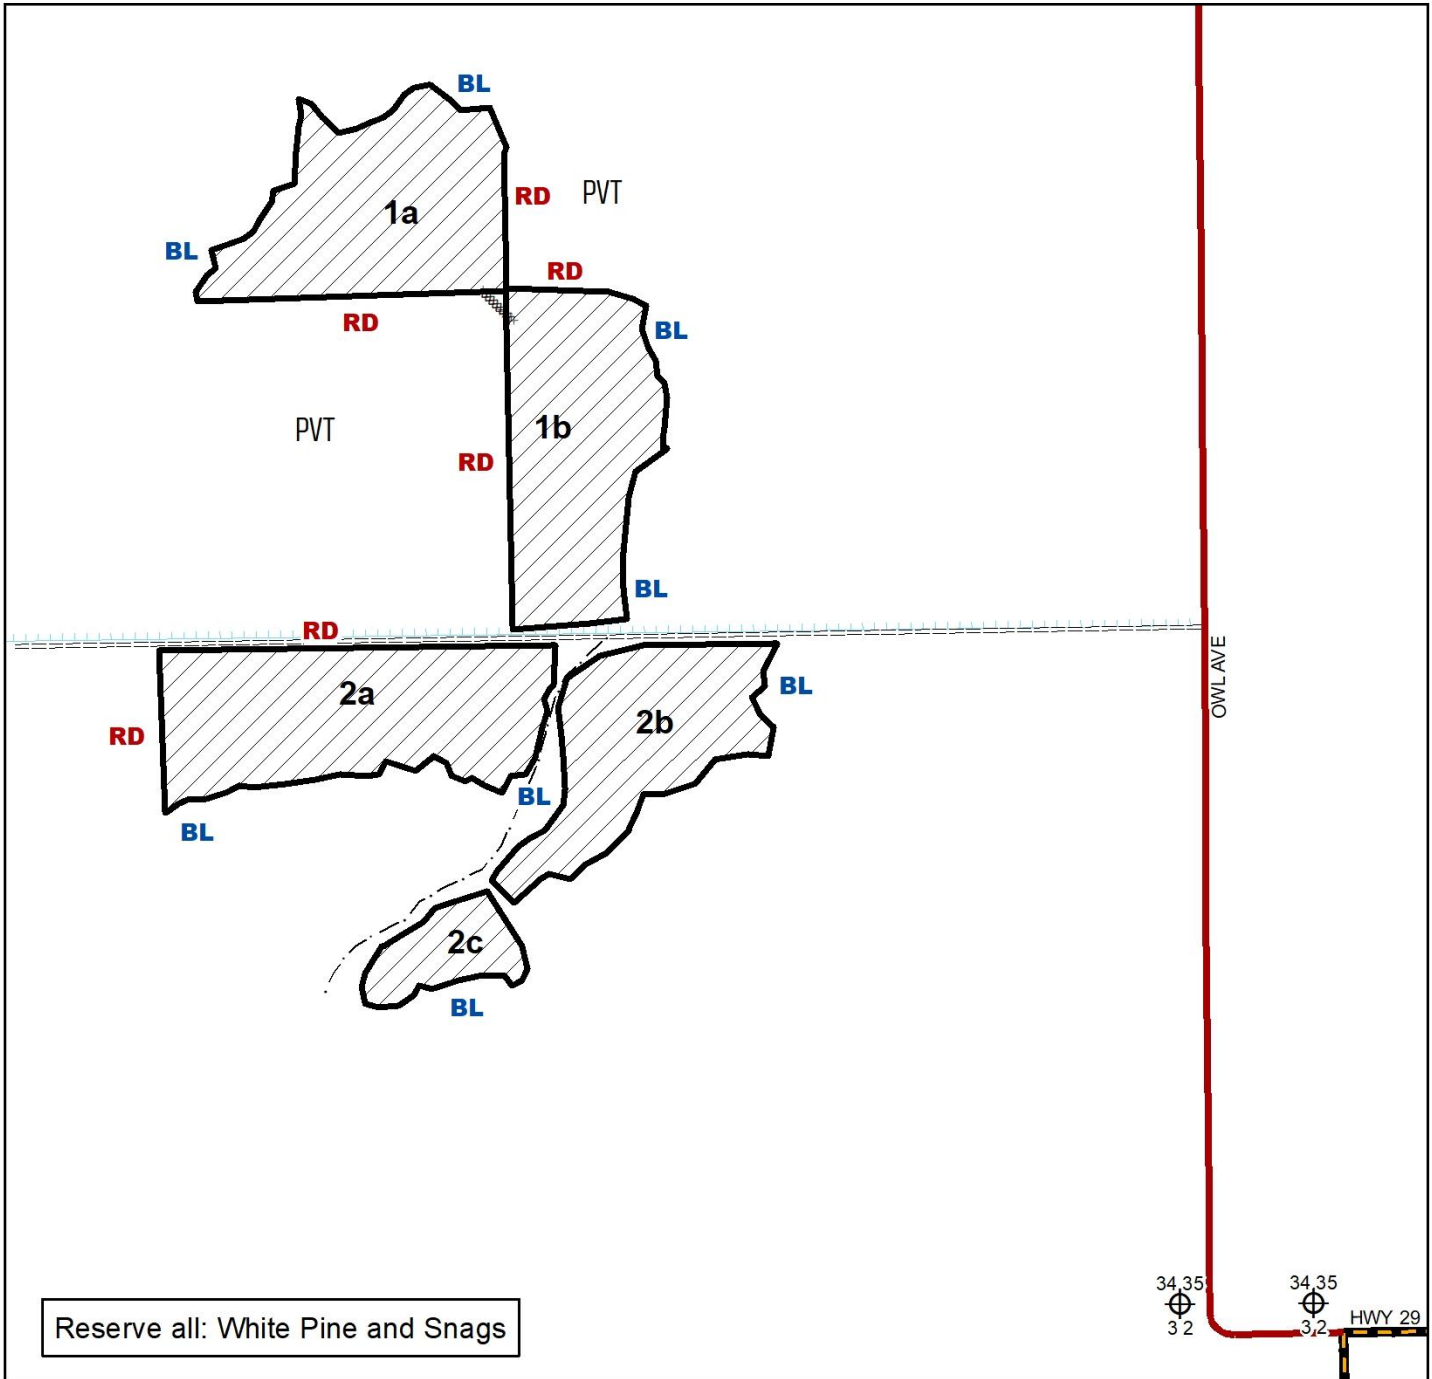 BL
RD
PVT
1a
BL
RD
RD
BL
PVT
1b
RD
BL
RD
2a
BL
2b
RD
BL
BL
2c
BL
OWL AVE
34 35
3 2
34 35
3 2
HWY 29
Reserve all: White Pine and Snags